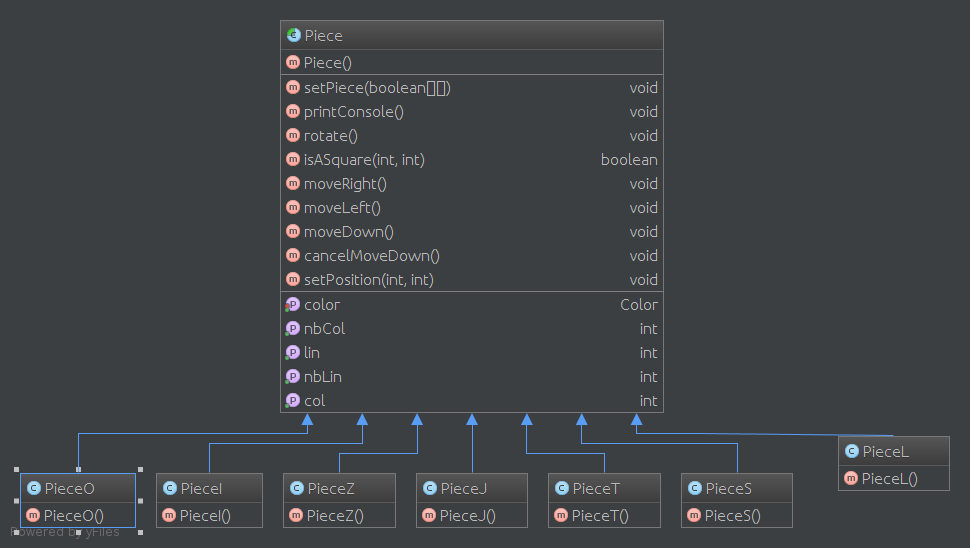 Piece
Piece()
setPiece(boolean[][]) void
printConsole() void
rotate() void
isASquare(int, int) boolean
moveRight() void
moveLeft() void
moveDown() void
cancelMoveDown() void
setPosition(int, int) void
color Color
nbCol int
lin int
nbLin int
col int
PieceL
PieceL()
PieceO PieceI PieceZ PieceJ PieceT PieceS
PieceO() PieceI() PieceZ() PieceJ() PieceT() PieceS()
Powered by yFiles